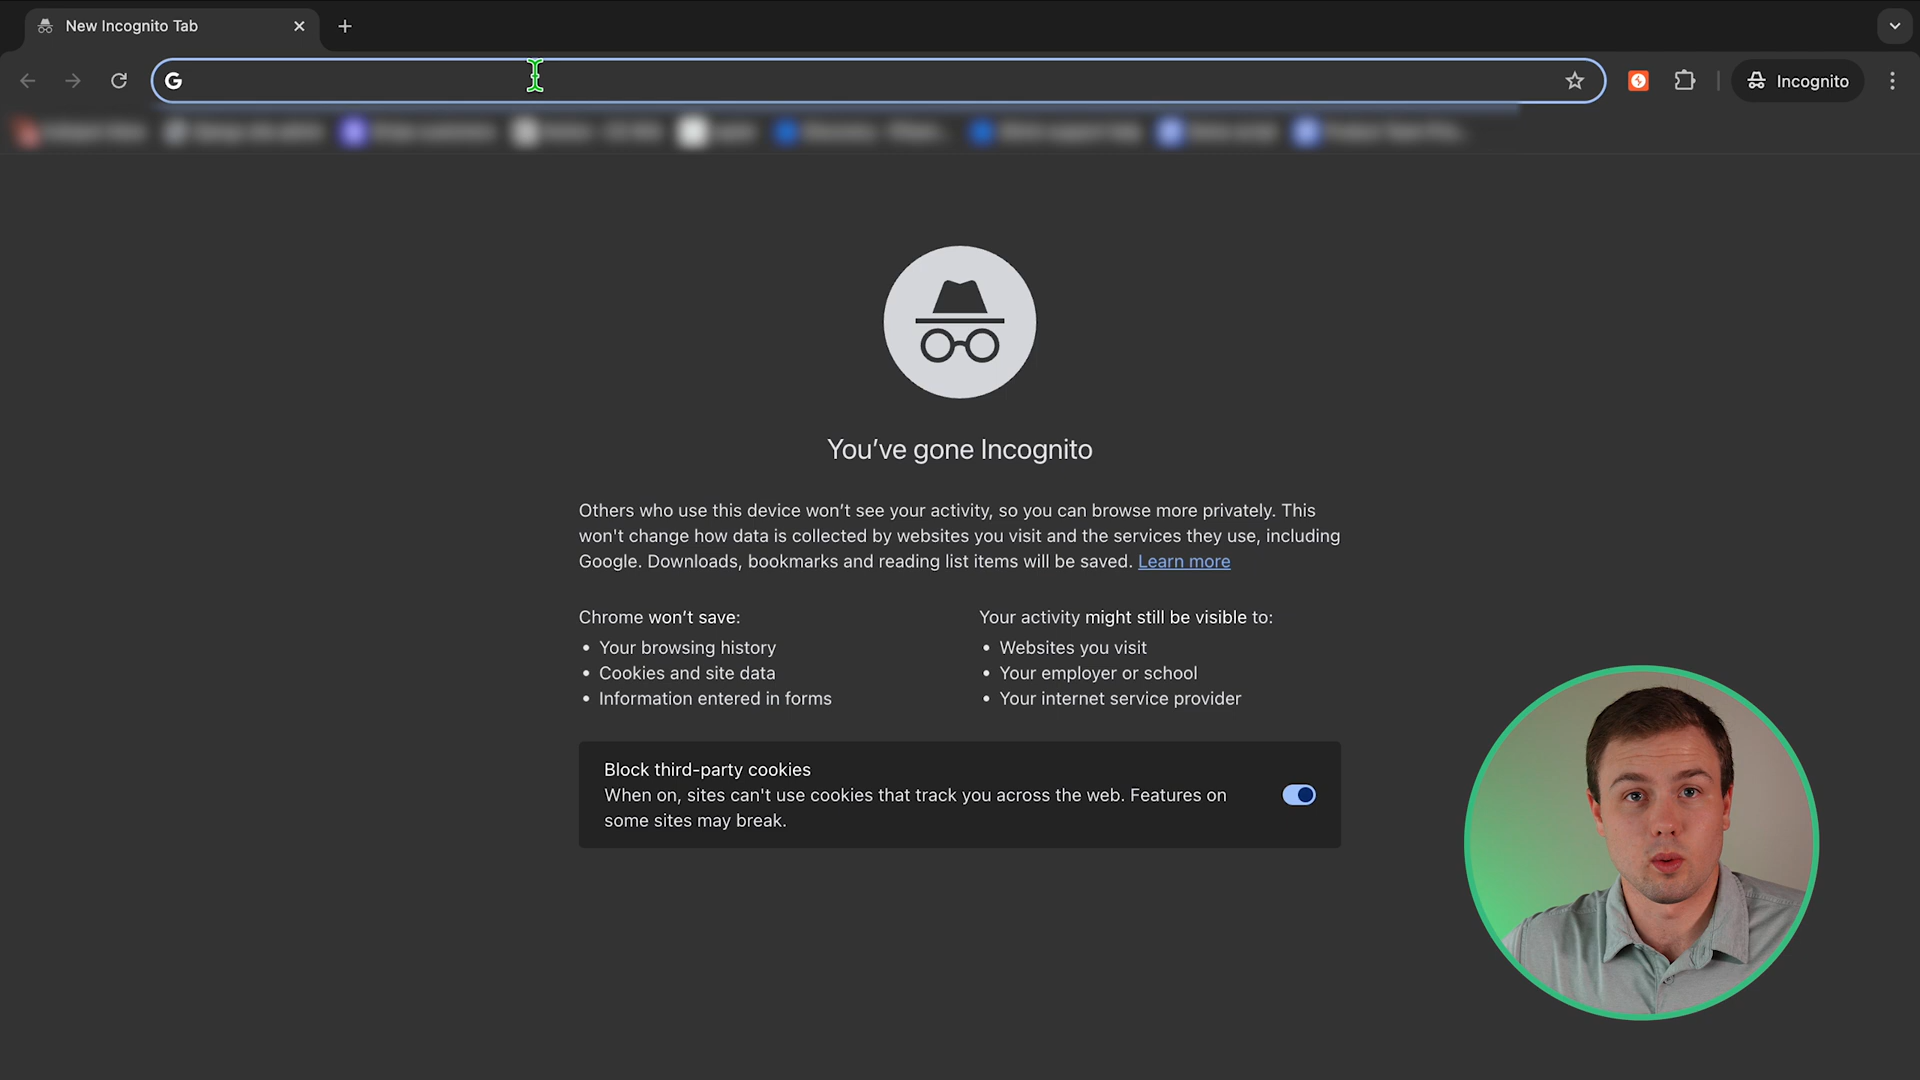 New Incognito Tab
G
Incognito
You've gone Incognito
Others who use this device won't see your activity, so you can browse more privately. This
won't change how data is collected by websites you visit and the services they use, including
Google. Downloads, bookmarks and reading list items will be saved. Learn more
Chrome won't save:
• Your browsing history
• Cookies and site data
• Information entered in forms
Your activity might still be visible to:
• Websites you visit
• Your employer or school
• Your internet service provider
Block third-party cookies
When on, sites can't use cookies that track you across the web. Features on
some sites may break.